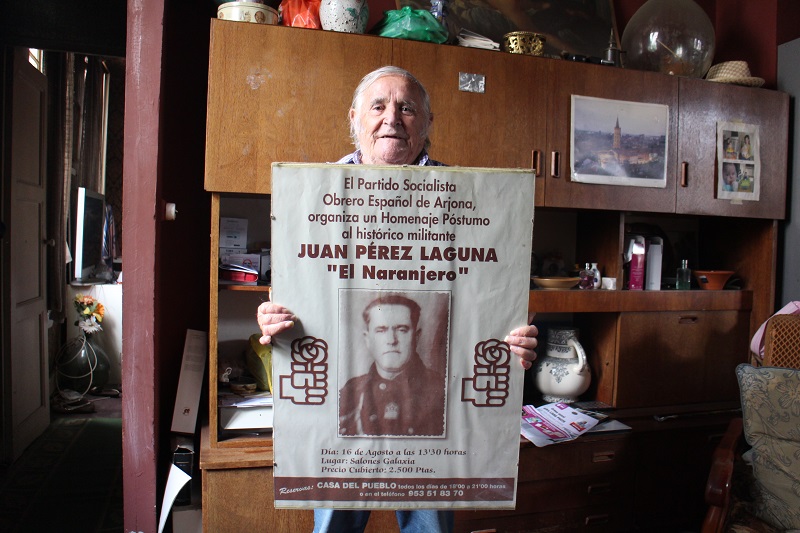 El Partido Socialista
Obrero Español de Arjona,
organiza un Homenaje Póstumo
al histórico militante
JUAN PÉREZ LAGUNA
"El Naranjero"
Día: 16 de Agosto a las 13'30 horas
Lugar: Salones Galaxia
Precio Cubierto: 2.500 Ptas.
Reservas: CASA DEL PUEBLO todos los días de 18'00 y 21'00 horas
o en el teléfono 953 51 83 70